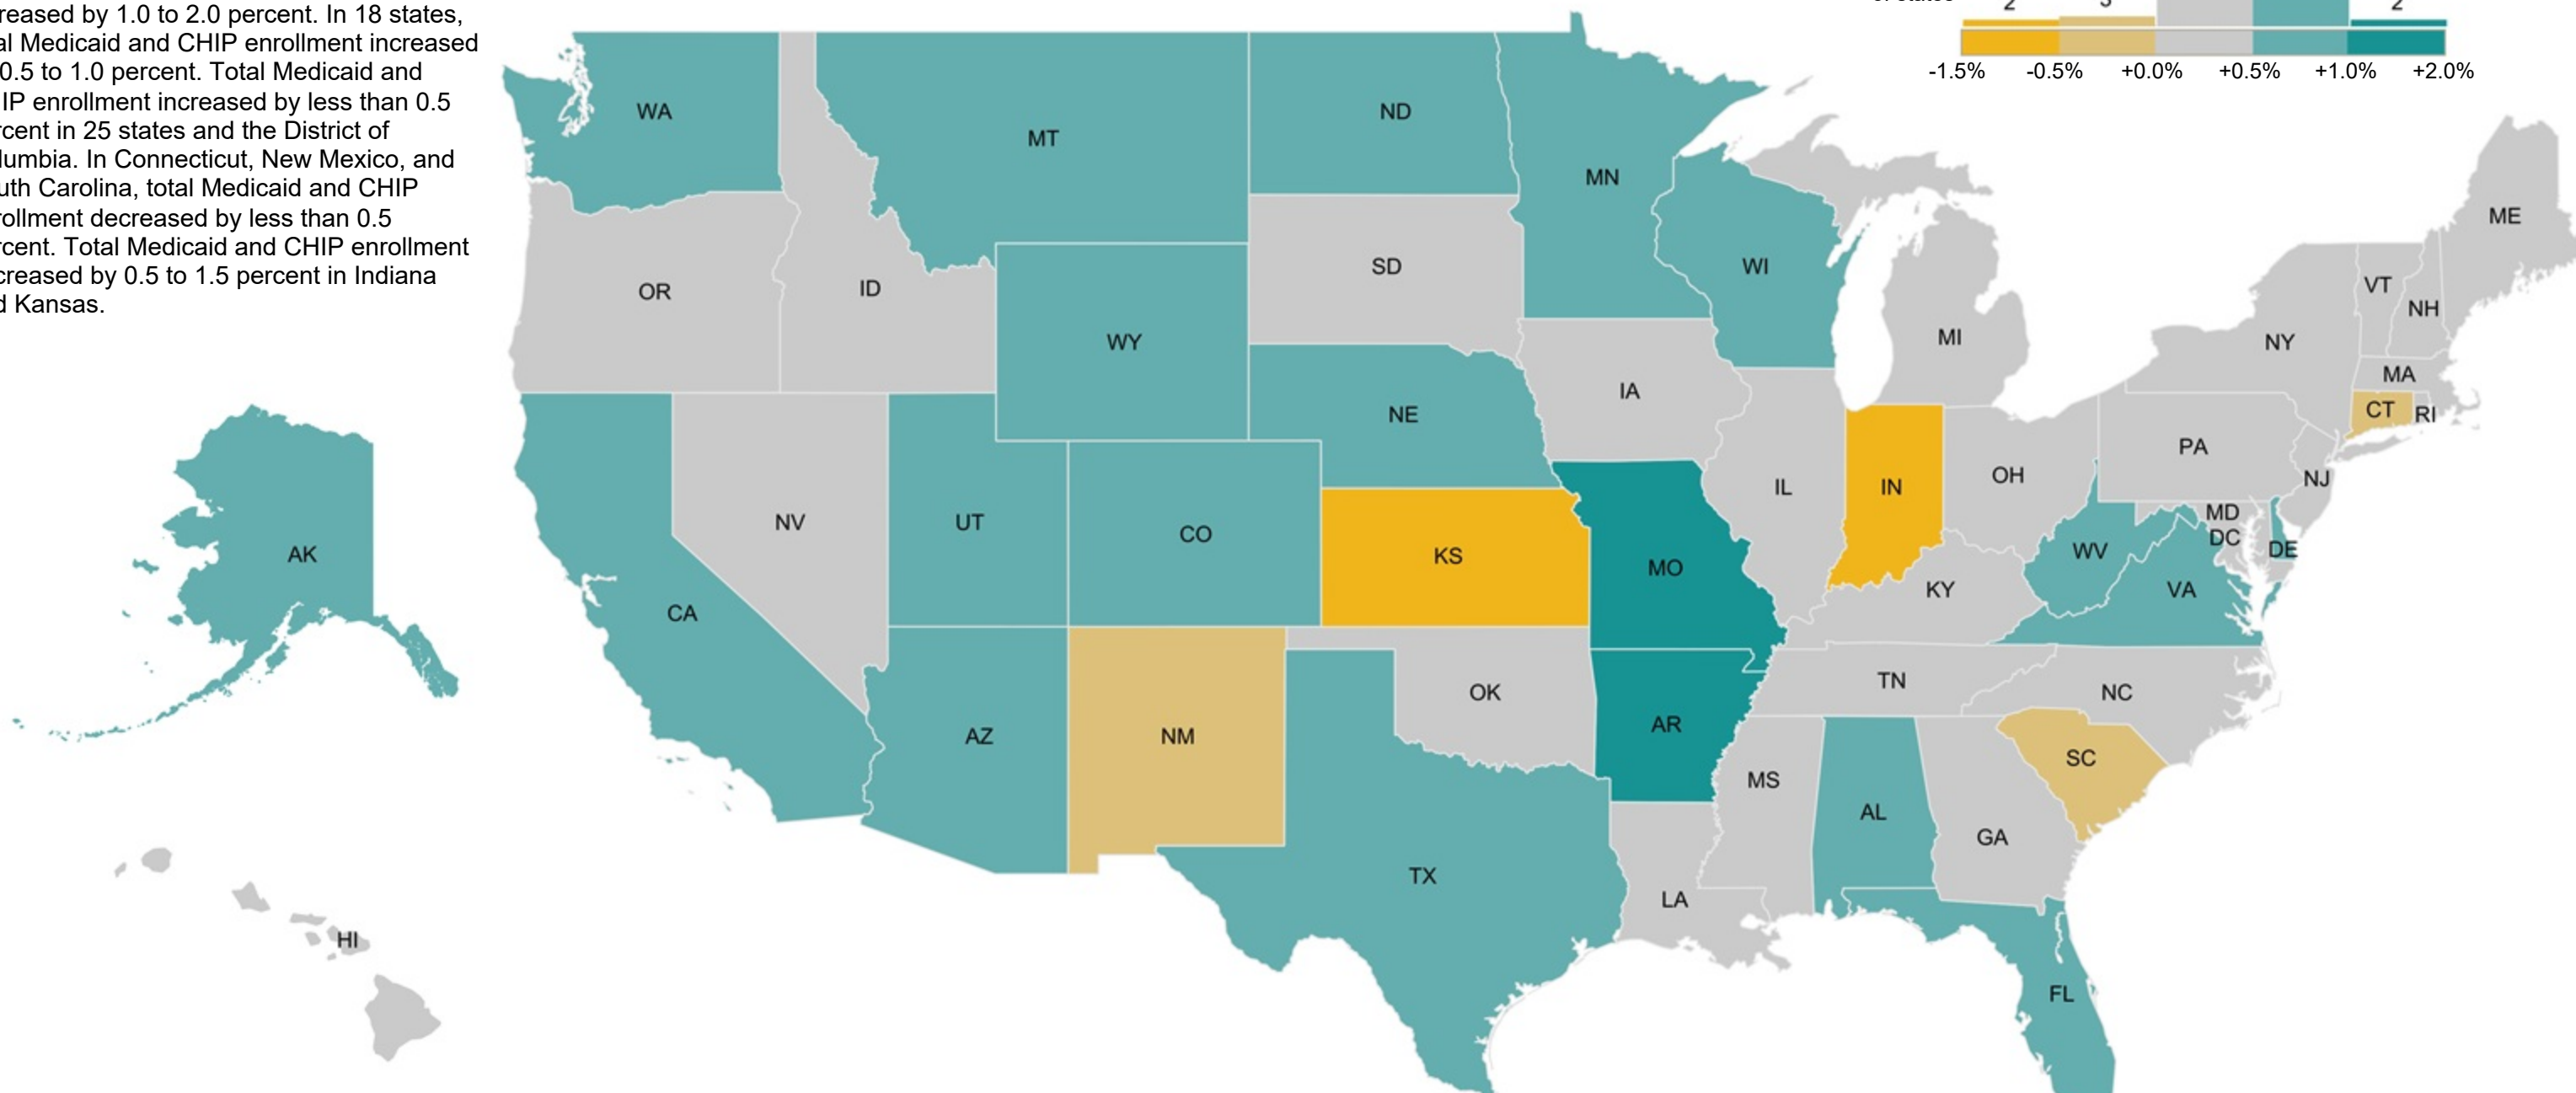 reased by 1.0 to 2.0 percent. In 18 states,
al Medicaid and CHIP enrollment increased
0.5 to 1.0 percent. Total Medicaid and
IP enrollment increased by less than 0.5
rcent in 25 states and the District of
lumbia. In Connecticut, New Mexico, and
uth Carolina, total Medicaid and CHIP
rollment decreased by less than 0.5
rcent. Total Medicaid and CHIP enrollment
creased by 0.5 to 1.5 percent in Indiana
d Kansas.
of states 2 3 2
-1.5% -0.5% +0.0% +0.5% +1.0% +2.0%
WA
MT
ND
MN
ME
OR
ID
SD
WI
VT
NH
WY
MI
NY
IA
MA
NE
CT
RI
PA
NV
UT
CO
KS
IL
IN
OH
NJ
MD
DC
DE
AK
CA
MO
KY
WV
VA
AZ
NM
OK
AR
TN
NC
SC
MS
AL
GA
TX
LA
HI
FL